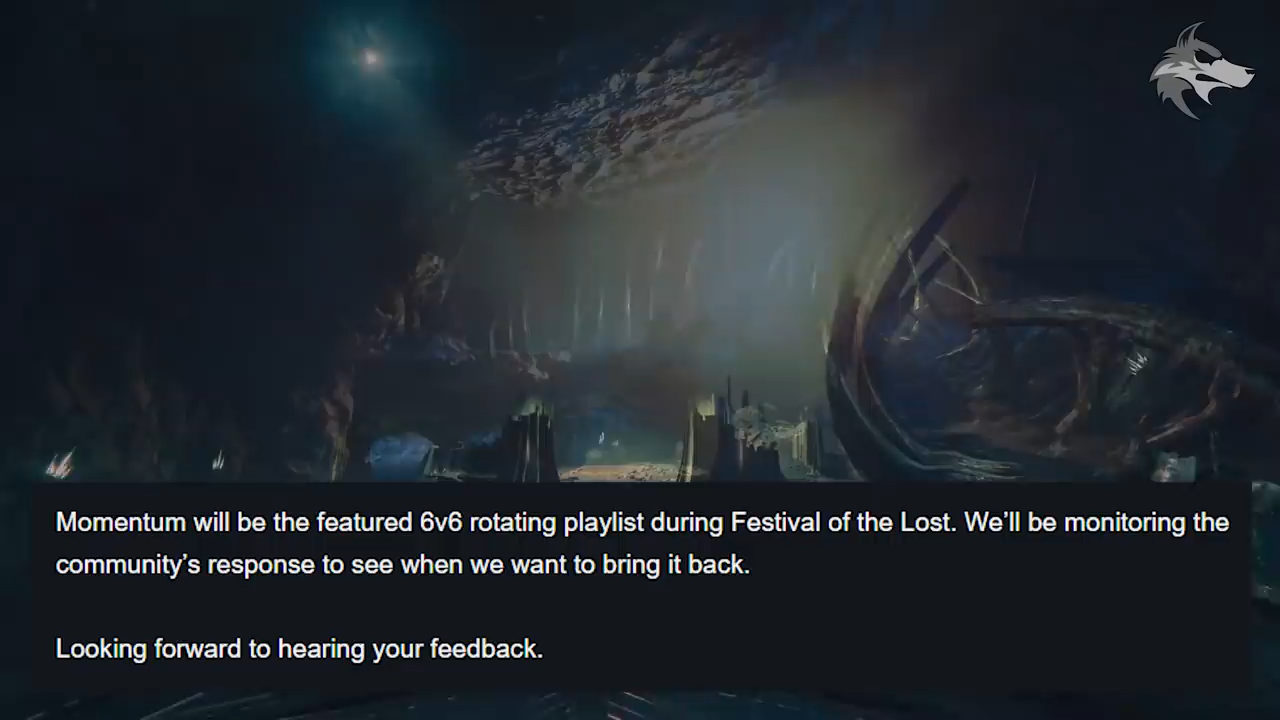 Momentum will be the featured 6v6 rotating playlist during Festival of the Lost. We’ll be monitoring the
community’s response to see when we want to bring it back.
Looking forward to hearing your feedback.